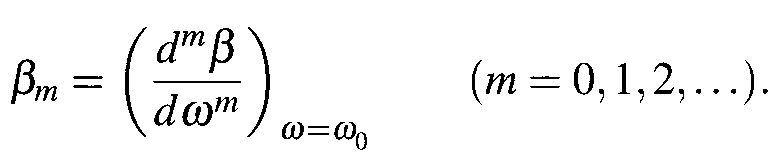 β_m = (d^m β / dω^m)_{ω=ω_0} (m = 0, 1, 2, …).